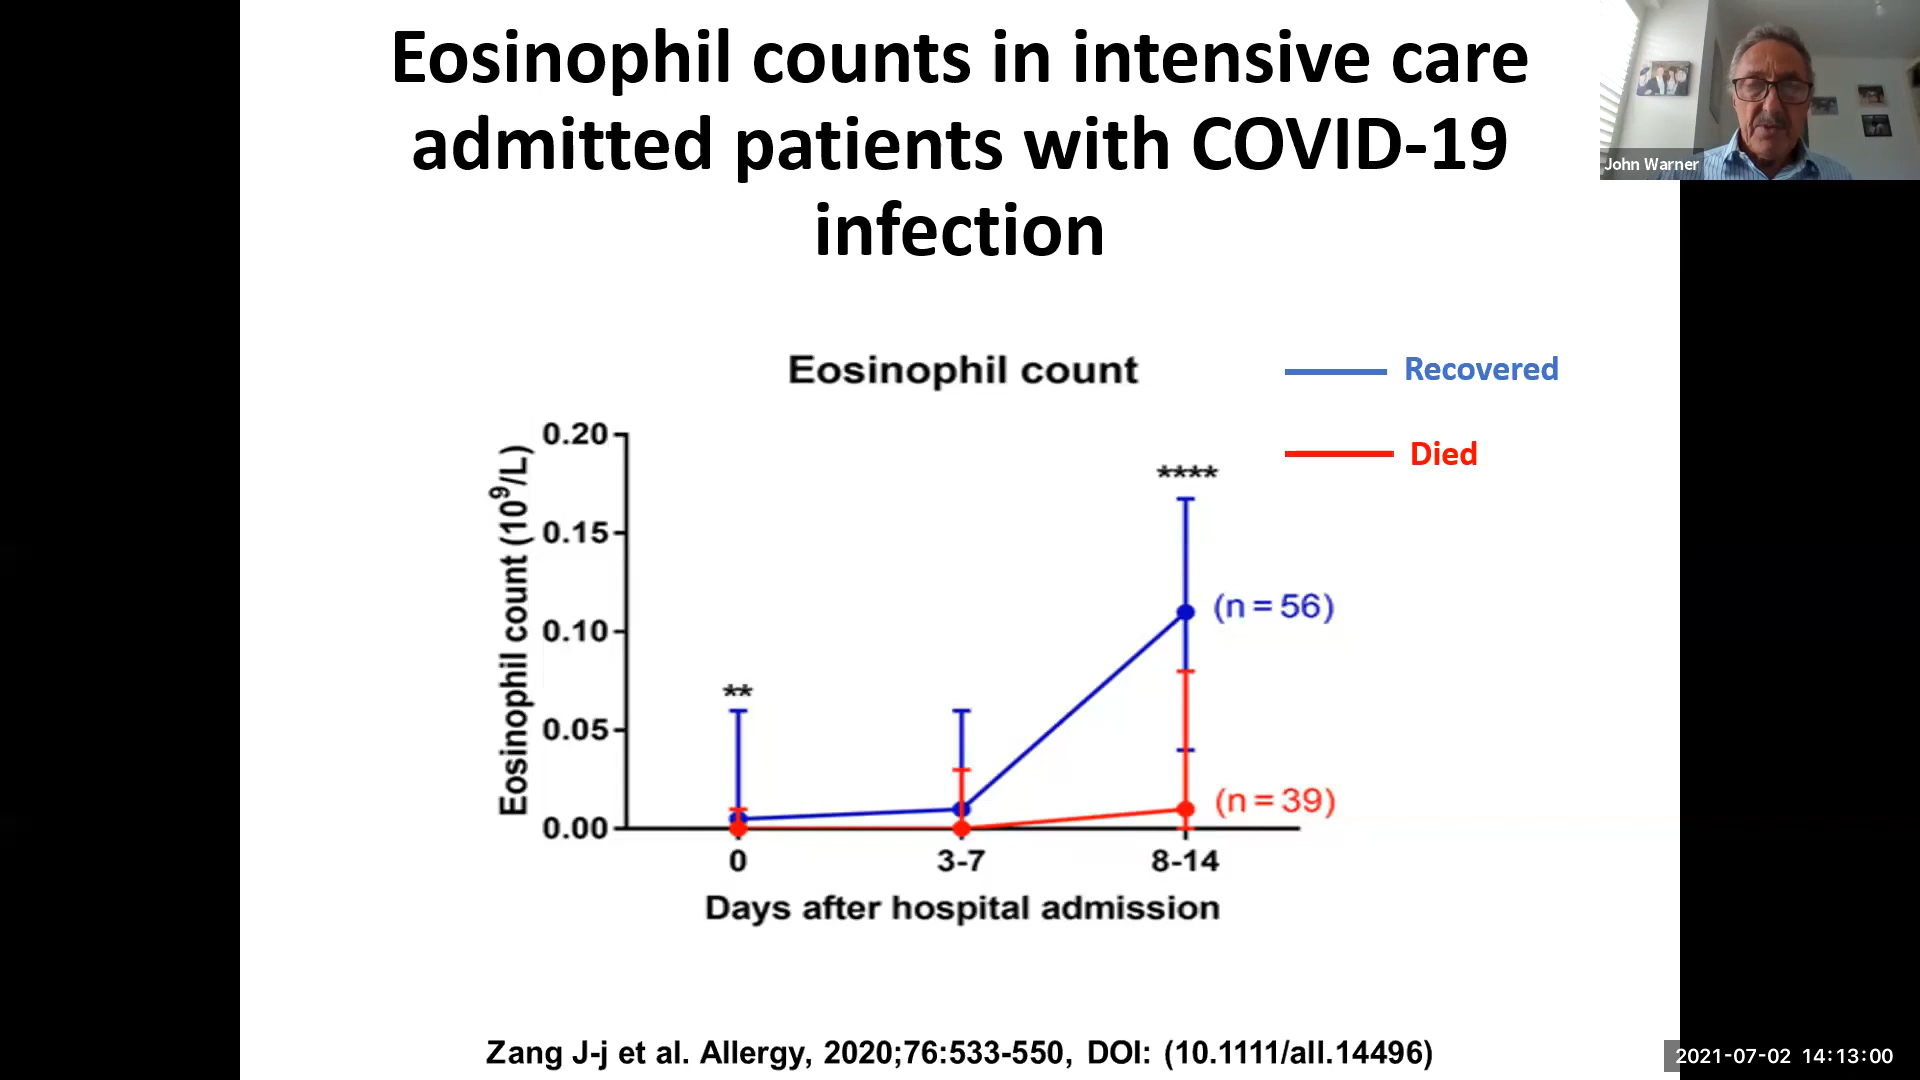 Eosinophil counts in intensive care
admitted patients with COVID-19
infection
John Warner
Eosinophil count
Recovered
Died
Eosinophil count (10⁹/L)
0.20
0.15
0.10
0.05
0.00
**
****
(n = 56)
(n = 39)
0 3-7 8-14
Days after hospital admission
Zang J-j et al. Allergy, 2020;76:533-550, DOI: (10.1111/all.14496)
2021-07-02 14:13:00